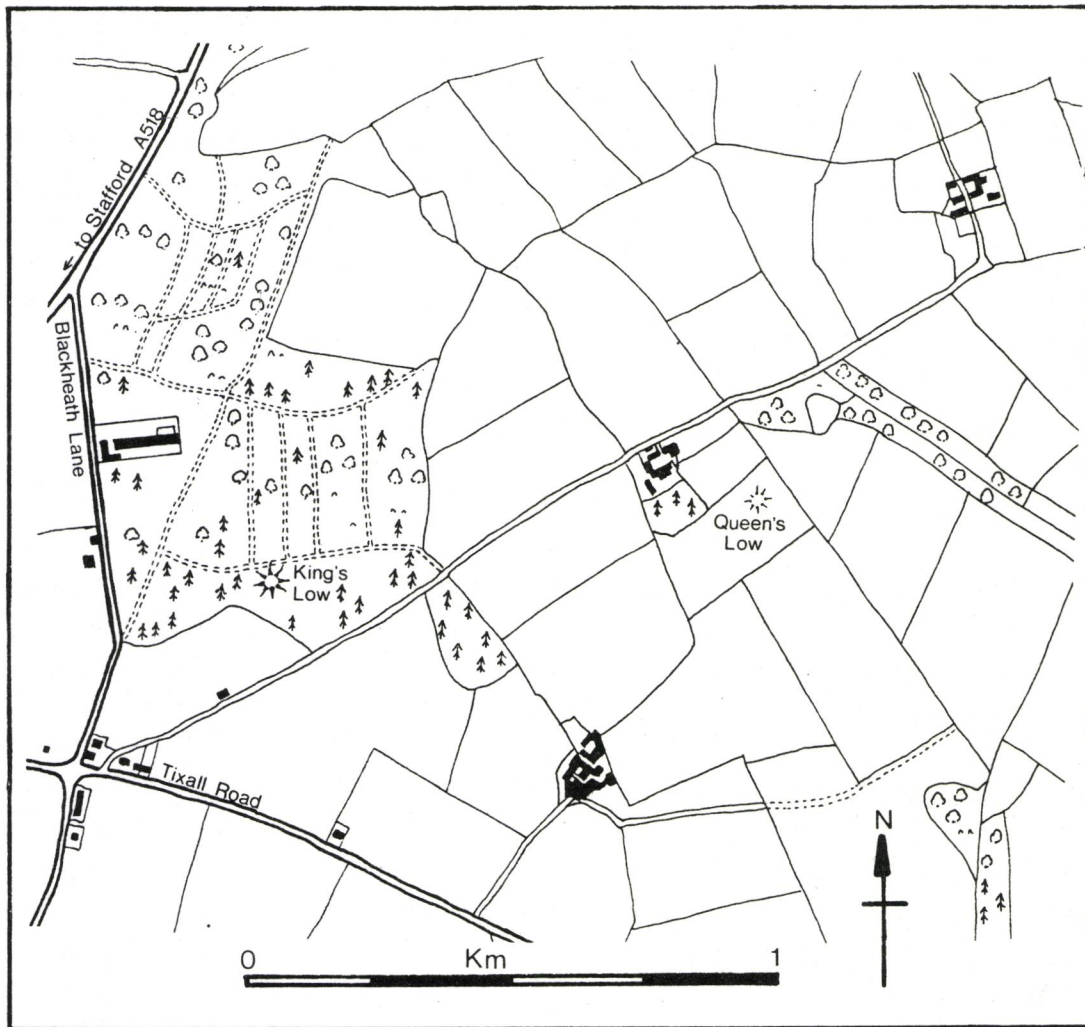 ← to Stafford A518
Blackheath Lane
King's
Low
Queen's
Low
Tixall Road
N
0 Km 1